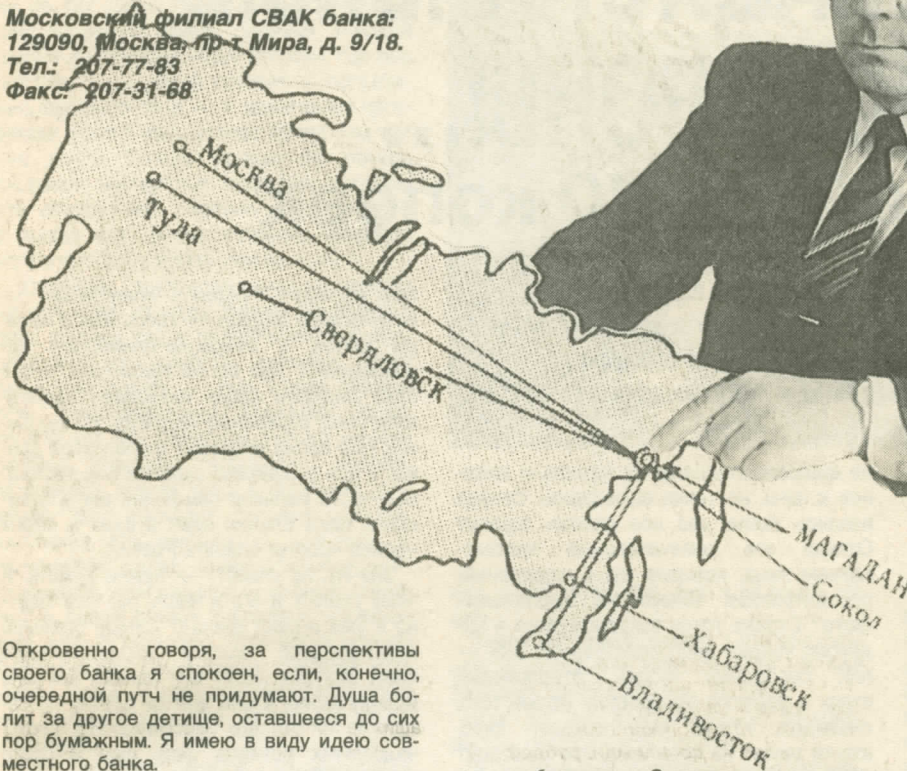 Московский филиал СВАК банка:
129090, Москва, пр-т Мира, д. 9/18.
Тел.: 207-77-83
Факс: 207-31-68
Москва
Тула
Свердловск
МАГАДАН
Сокол
Хабаровск
Владивосток
Откровенно говоря, за перспективы
своего банка я спокоен, если, конечно,
очередной путч не придумают. Душа бо-
лит за другое детище, оставшееся до сих
пор бумажным. Я имею в виду идею сов-
местного банка.